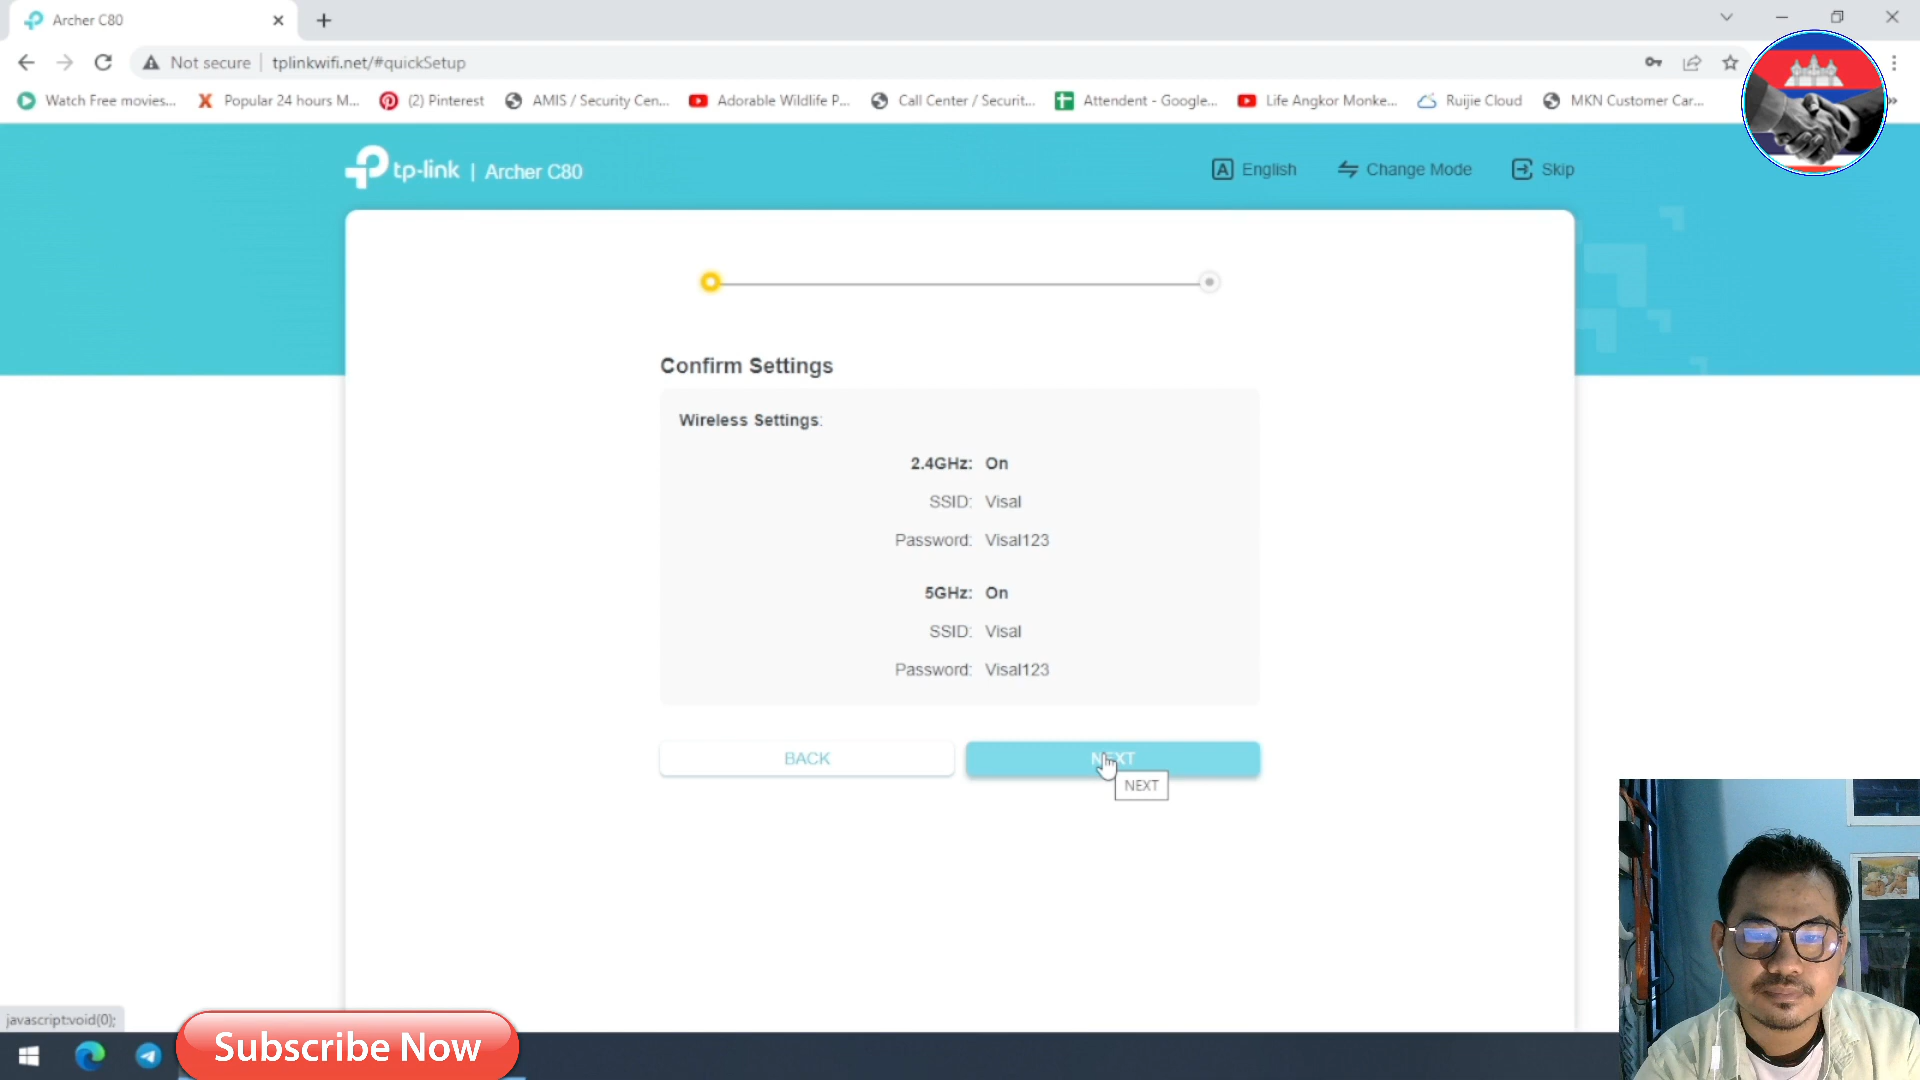 Archer C80
Not secure
tplinkwifi.net/#quickSetup
Watch Free movies...
Popular 24 hours M...
(2) Pinterest
AMIS / Security Cen...
Adorable Wildlife P...
Call Center / Securit...
Attendent - Google...
Life Angkor Monke...
Ruijie Cloud
MKN Customer Car...
tp-link | Archer C80
English
Change Mode
Skip
Confirm Settings
Wireless Settings:
2.4GHz: On
SSID: Visal
Password: Visal123
5GHz: On
SSID: Visal
Password: Visal123
BACK
NEXT
NEXT
javascript:void(0);
Subscribe Now